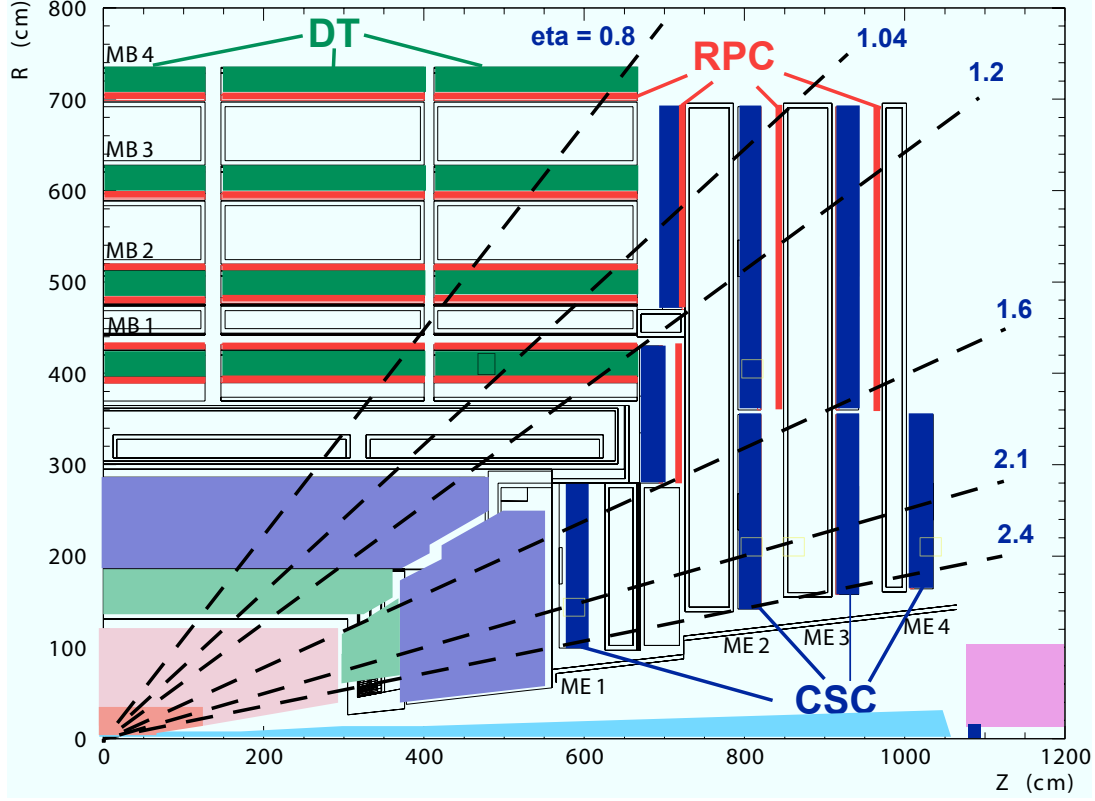 R (cm)
800
700
600
500
400
300
200
100
0
MB 4
MB 3
MB 2
MB 1
DT
eta = 0.8
1.04
1.2
RPC
1.6
2.1
2.4
ME 1
ME 2
ME 3
ME 4
CSC
0
200
400
600
800
1000
1200
Z (cm)